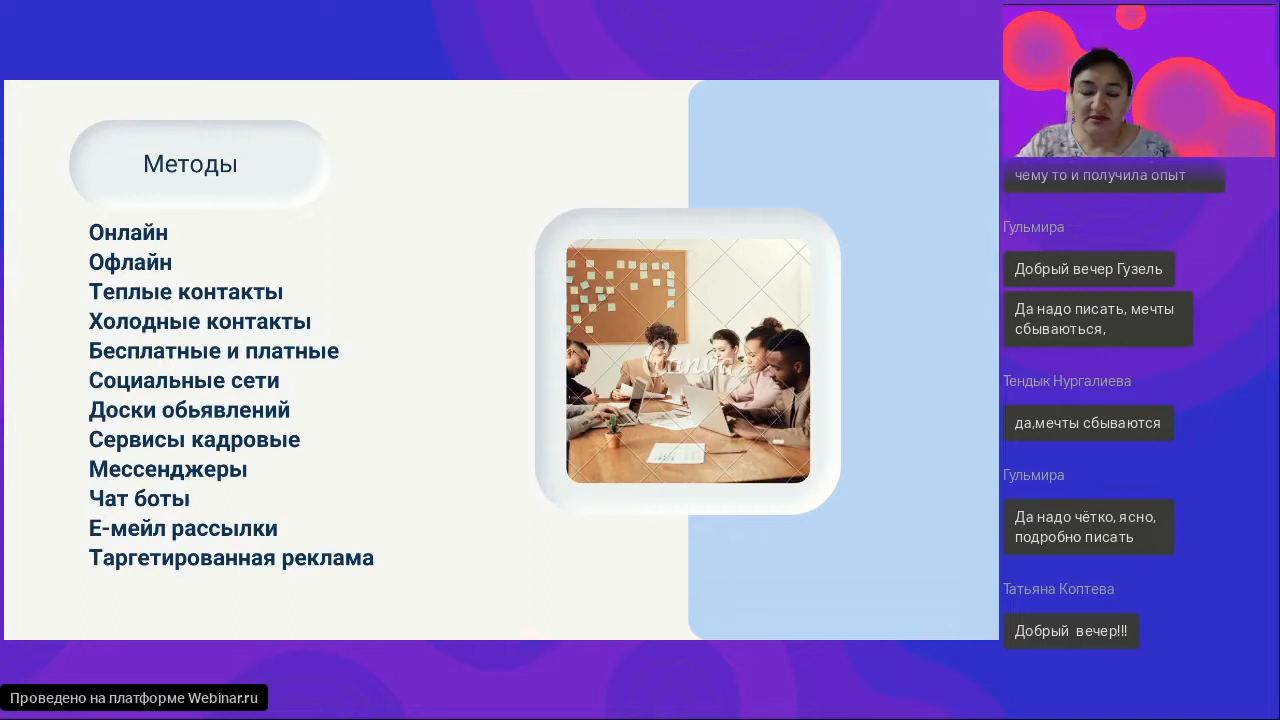 Методы
Онлайн
Офлайн
Теплые контакты
Холодные контакты
Бесплатные и платные
Социальные сети
Доски обьявлений
Сервисы кадровые
Мессенджеры
Чат боты
Е-мейл рассылки
Таргетированная реклама
Canva
чему то и получила опыт
Гульмира
Добрый вечер Гузель
Да надо писать, мечты
сбываються,
Тендык Нургалиева
да,мечты сбываются
Гульмира
Да надо чётко, ясно,
подробно писать
Татьяна Коптева
Добрый вечер!!!
Проведено на платформе Webinar.ru